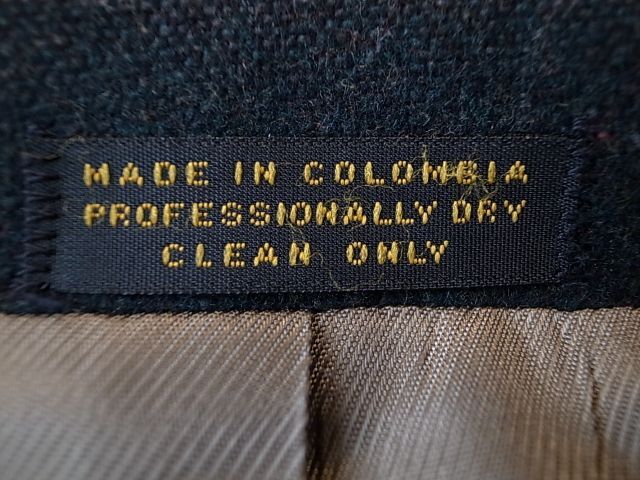 MADE IN COLOMBIA
PROFESSIONALLY DRY
CLEAN ONLY